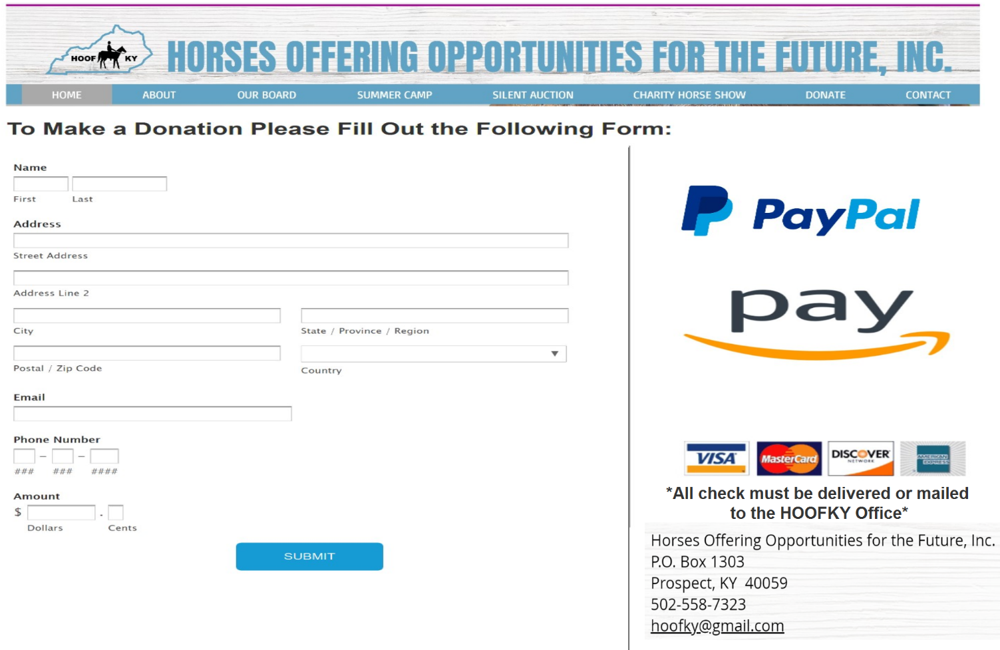 HOOF KY
HORSES OFFERING OPPORTUNITIES FOR THE FUTURE, INC.
HOME ABOUT OUR BOARD SUMMER CAMP SILENT AUCTION CHARITY HORSE SHOW DONATE CONTACT
To Make a Donation Please Fill Out the Following Form:
Name
First Last
Address
Street Address
Address Line 2
City State / Province / Region
Postal / Zip Code Country
Email
Phone Number
– –
### ### ####
Amount
$ .
Dollars Cents
SUBMIT
PayPal
pay
VISA MasterCard DISCOVER NETWORK AMERICAN EXPRESS
*All check must be delivered or mailed
to the HOOFKY Office*
Horses Offering Opportunities for the Future, Inc.
P.O. Box 1303
Prospect, KY 40059
502-558-7323
hoofky@gmail.com